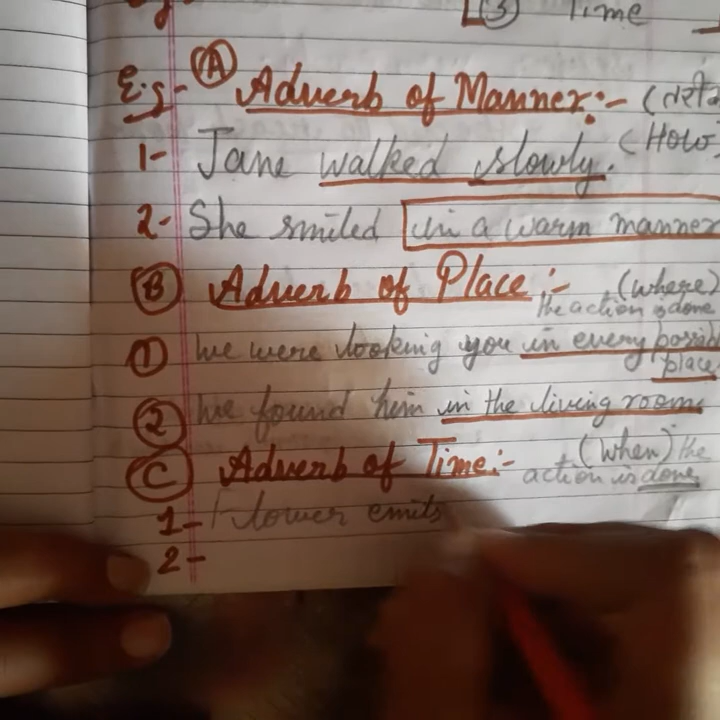 3 Time
E.g- A Adverb of Manner:- (
1- Jane walked slowly. (How
2- She smiled in a warm manner
B Adverb of Place:- (where)
the action is done
1 We were looking you in every possib
place
2 We found him in the living room
C Adverb of Time:- (when) the
action is done
1- Flower emits
2-